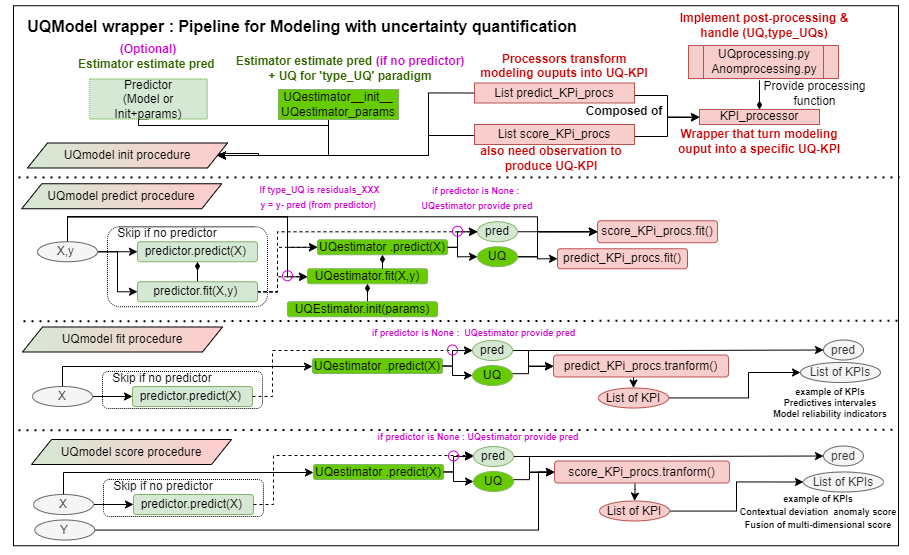 UQModel wrapper : Pipeline for Modeling with uncertainty quantification
(Optional)
Estimator estimate pred
Predictor
(Model or
Init+params)
Estimator estimate pred (if no predictor)
+ UQ for 'type_UQ' paradigm
UQestimator__init__
UQestimator_params
Processors transform
modeling ouputs into UQ-KPI
List predict_KPi_procs
Composed of
List score_KPi_procs
also need observation to
produce UQ-KPI
Implement post-processing &
handle (UQ,type_UQs)
UQprocessing.py
Anomprocessing.py
Provide processing
function
KPI_processor
Wrapper that turn modeling
ouput into a specific UQ-KPI
UQmodel init procedure
UQmodel predict procedure
If type_UQ is residuals_XXX
y = y- pred (from predictor)
if predictor is None :
UQestimator provide pred
Skip if no predictor
X,y
predictor.predict(X)
predictor.fit(X,y)
UQestimator .predict(X)
UQestimator.fit(X,y)
UQEstimator.init(params)
pred
UQ
score_KPi_procs.fit()
predict_KPi_procs.fit()
UQmodel fit procedure
if predictor is None : UQestimator provide pred
Skip if no predictor
X
predictor.predict(X)
UQestimator .predict(X)
pred
UQ
predict_KPi_procs.tranform()
List of KPI
pred
List of KPIs
example of KPIs
Predictives intervales
Model reliability indicators
UQmodel score procedure
if predictor is None : UQestimator provide pred
Skip if no predictor
X
predictor.predict(X)
Y
UQestimator .predict(X)
pred
UQ
score_KPi_procs.tranform()
List of KPI
pred
List of KPIs
example of KPIs
Contextual deviation anomaly score
Fusion of multi-dimensional score